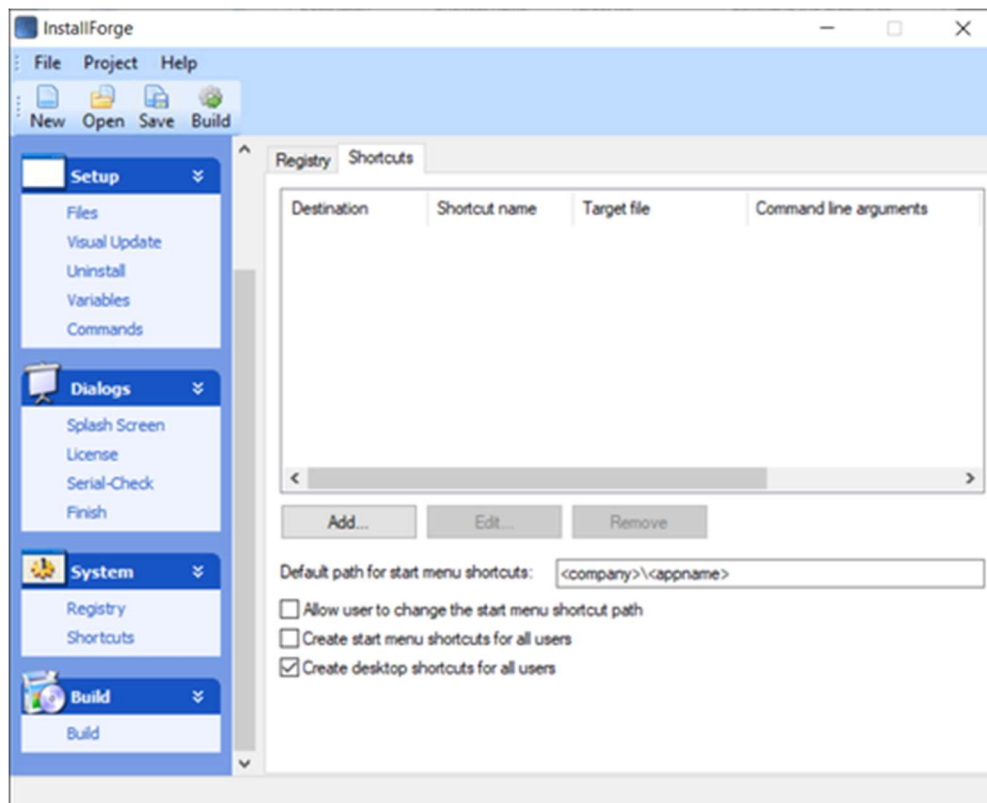 InstallForge
File Project Help
New Open Save Build
Setup
Files
Visual Update
Uninstall
Variables
Commands
Dialogs
Splash Screen
License
Serial-Check
Finish
System
Registry
Shortcuts
Build
Build
Registry Shortcuts
Destination Shortcut name Target file Command line arguments
Add... Edit... Remove
Default path for start menu shortcuts: <company>\<appname>
Allow user to change the start menu shortcut path
Create start menu shortcuts for all users
Create desktop shortcuts for all users